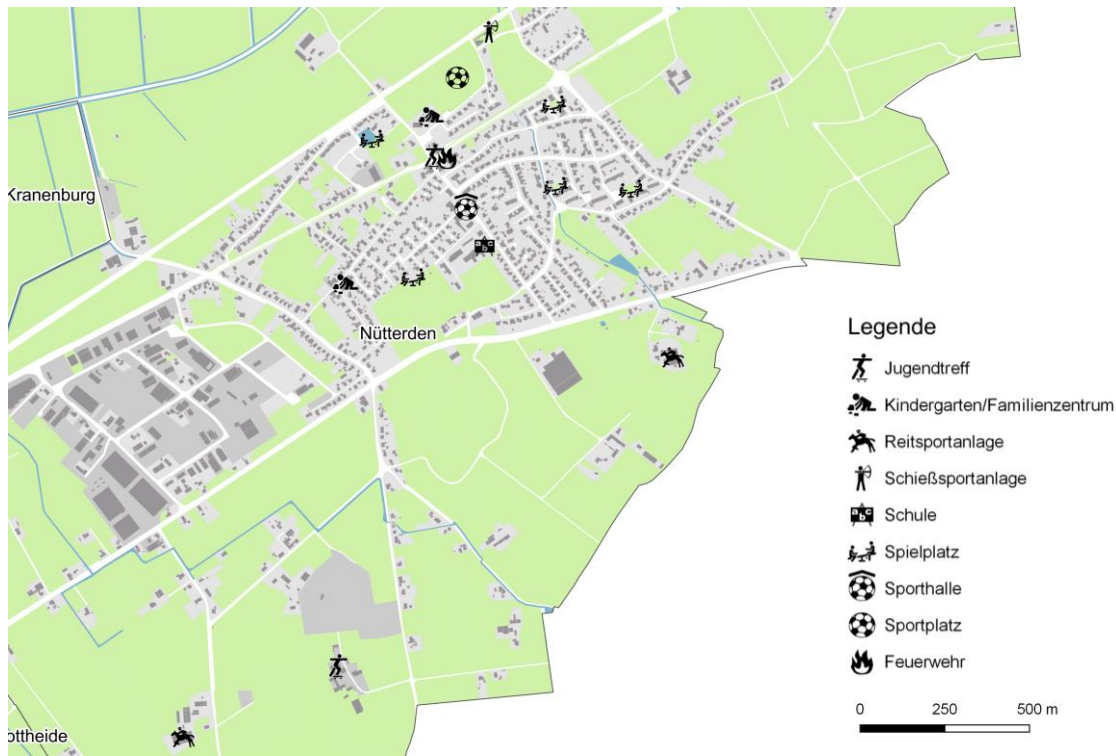 Kranenburg
Nütterden
ottheide
Legende
Jugendtreff
Kindergarten/Familienzentrum
Reitsportanlage
Schießsportanlage
a b c
Schule
Spielplatz
Sporthalle
Sportplatz
Feuerwehr
0 250 500 m